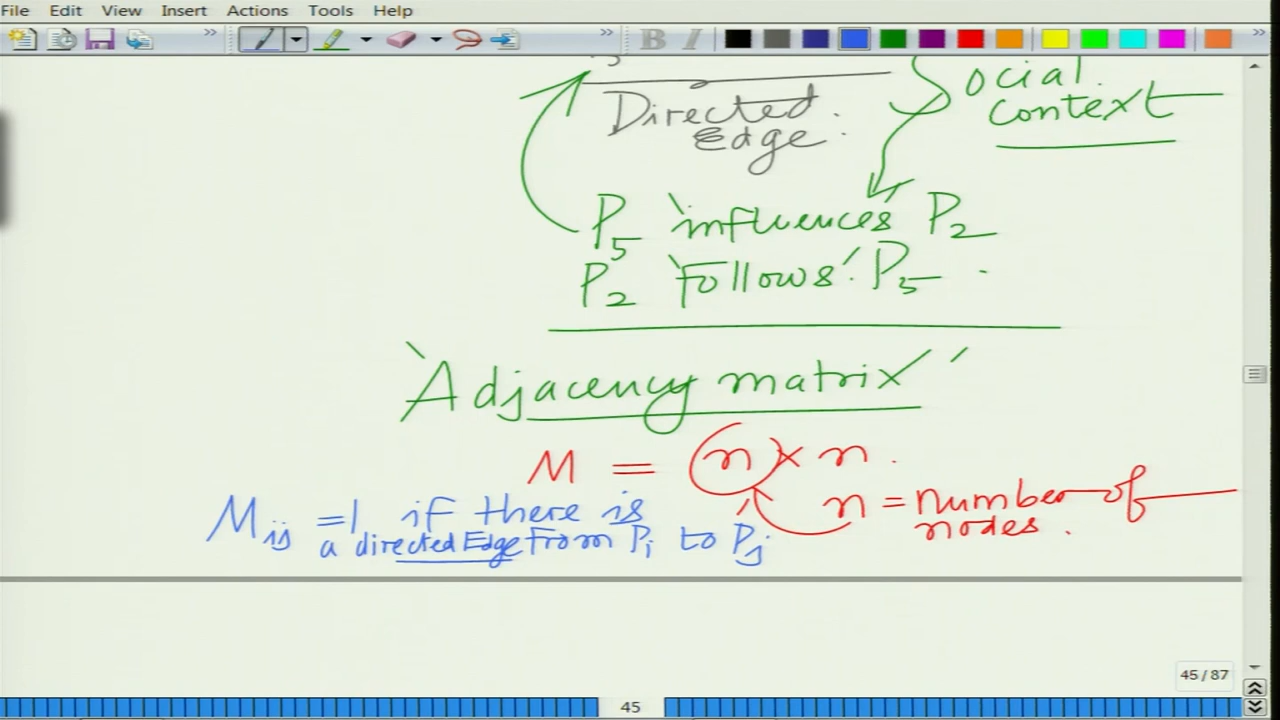 File Edit View Insert Actions Tools Help
B I
Directed Edge.
Social context
P5 'influences' P2
P2 'Follows' P5.
'Adjacency matrix'
M = n × n.
n = number of nodes.
Mij = 1 if there is
a directed Edge From Pi to Pj
45/87
45